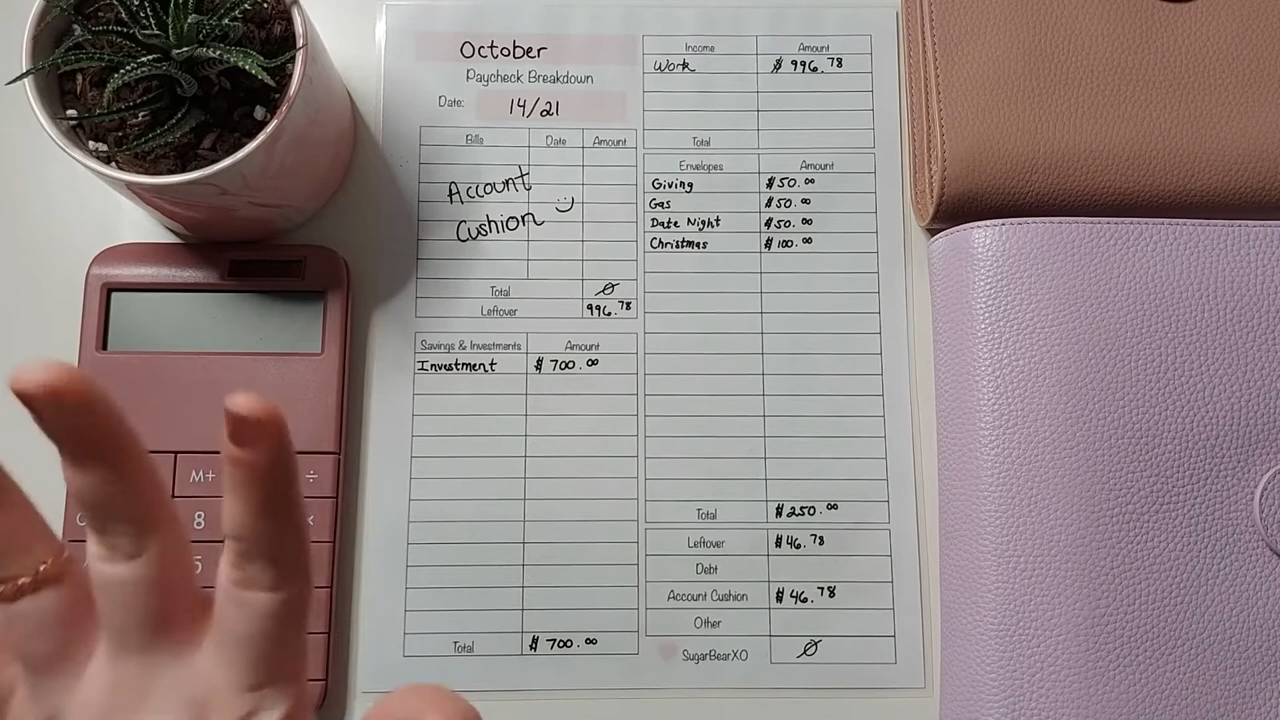 October
Paycheck Breakdown
Date: 14/21
Bills Date Amount
Account
Cushion
Total 0
Leftover 996.78
Savings & Investments Amount
Investment $ 700.00
Total $ 700.00
Income Amount
Work $ 996.78
Total
Envelopes Amount
Giving $50.00
Gas $50.00
Date Night $50.00
Christmas $ 100.00
Total $250.00
Leftover $46.78
Debt
Account Cushion $46.78
Other
SugarBearXO 0
M+ ÷
8
5